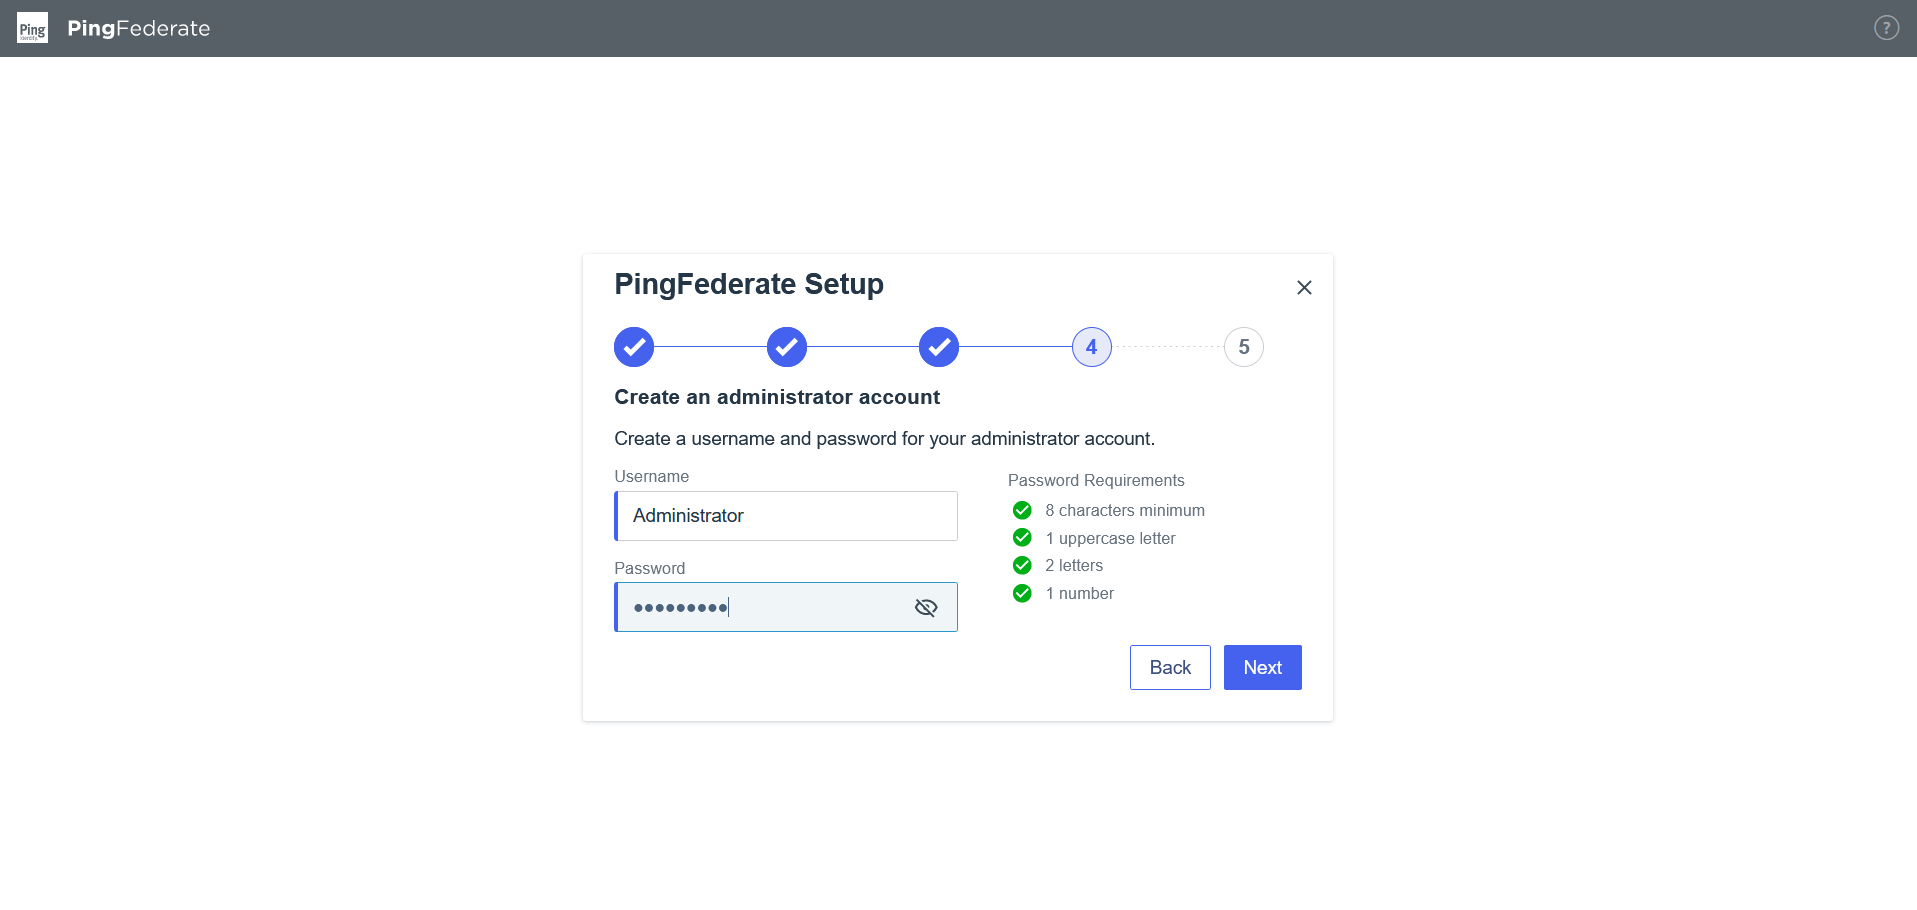 Ping
PingFederate
?
PingFederate Setup
4
5
Create an administrator account
Create a username and password for your administrator account.
Username
Administrator
Password
•••••••••
Password Requirements
8 characters minimum
1 uppercase letter
2 letters
1 number
Back
Next